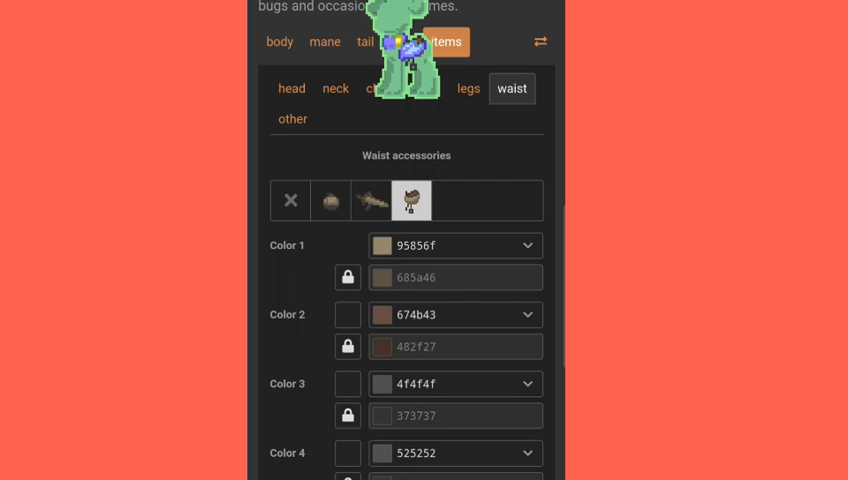 bugs and occasio mes.
body mane tail items
head neck legs waist
other
Waist accessories
Color 1 95856f
685a46
Color 2 674b43
482f27
Color 3 4f4f4f
373737
Color 4 525252